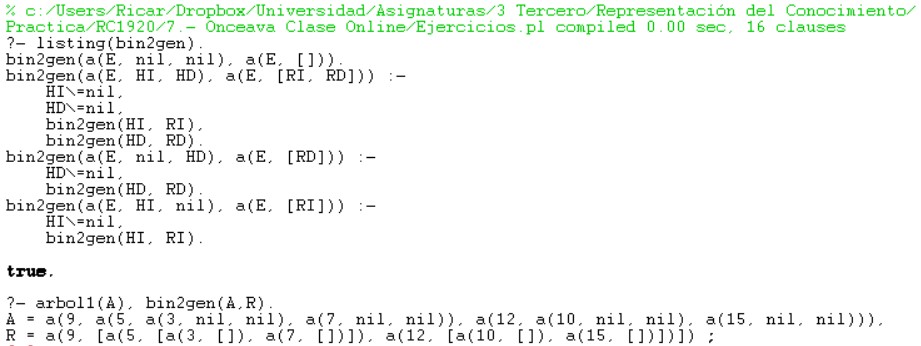 % c:/Users/Ricar/Dropbox/Universidad/Asignaturas/3 Tercero/Representación del Conocimiento/
Practica/RC1920/7.- Onceava Clase Online/Ejercicios.pl compiled 0.00 sec, 16 clauses
?- listing(bin2gen).
bin2gen(a(E, nil, nil), a(E, [])).
bin2gen(a(E, HI, HD), a(E, [RI, RD])) :-
    HI\=nil,
    HD\=nil,
    bin2gen(HI, RI),
    bin2gen(HD, RD).
bin2gen(a(E, nil, HD), a(E, [RD])) :-
    HD\=nil,
    bin2gen(HD, RD).
bin2gen(a(E, HI, nil), a(E, [RI])) :-
    HI\=nil,
    bin2gen(HI, RI).
true.
?- arbol1(A), bin2gen(A,R).
A = a(9, a(5, a(3, nil, nil), a(7, nil, nil)), a(12, a(10, nil, nil), a(15, nil, nil))),
R = a(9, [a(5, [a(3, []), a(7, [])]), a(12, [a(10, []), a(15, [])])]) ;